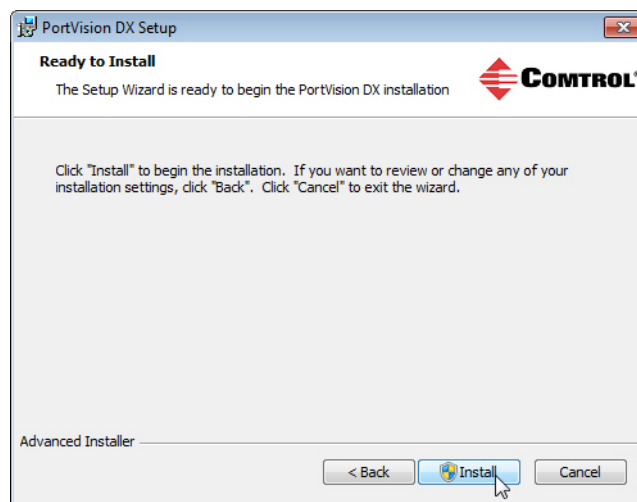 PortVision DX Setup
Ready to Install
The Setup Wizard is ready to begin the PortVision DX installation
COMTROL®
Click "Install" to begin the installation. If you want to review or change any of your
installation settings, click "Back". Click "Cancel" to exit the wizard.
Advanced Installer
< Back
Install
Cancel